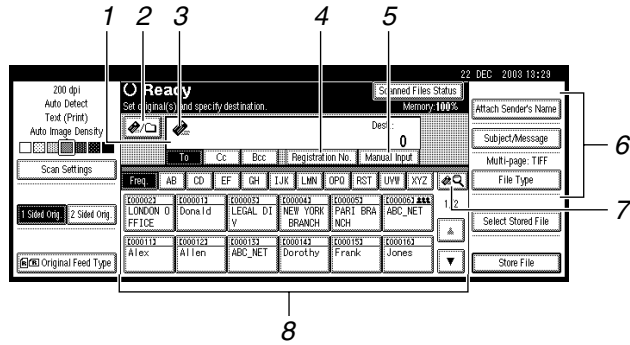 1 2 3 4 5
22 DEC 2003 13:29
200 dpi
Auto Detect
Text (Print)
Auto Image Density
Scan Settings
1 Sided Orig. 2 Sided Orig.
Original Feed Type
Ready
Scanned Files Status
Set original(s) and specify destination.
Memory:100%
Dest.:
0
To Cc Bcc Registration No. Manual Input
Freq. AB CD EF GH IJK LMN OPQ RST UVW XYZ
1/2
[00002] [00001] [00003] [00004] [00005] [00006]
LONDON O Donald LEGAL DI NEW YORK PARI BRA ABC_NET
FFICE V BRANCH NCH
[00011] [00012] [00013] [00014] [00015] [00016]
Alex Allen ABC_NET Dorothy Frank Jones
Attach Sender's Name
Subject/Message
Multi-page: TIFF
File Type
Select Stored File
Store File
6
7
8